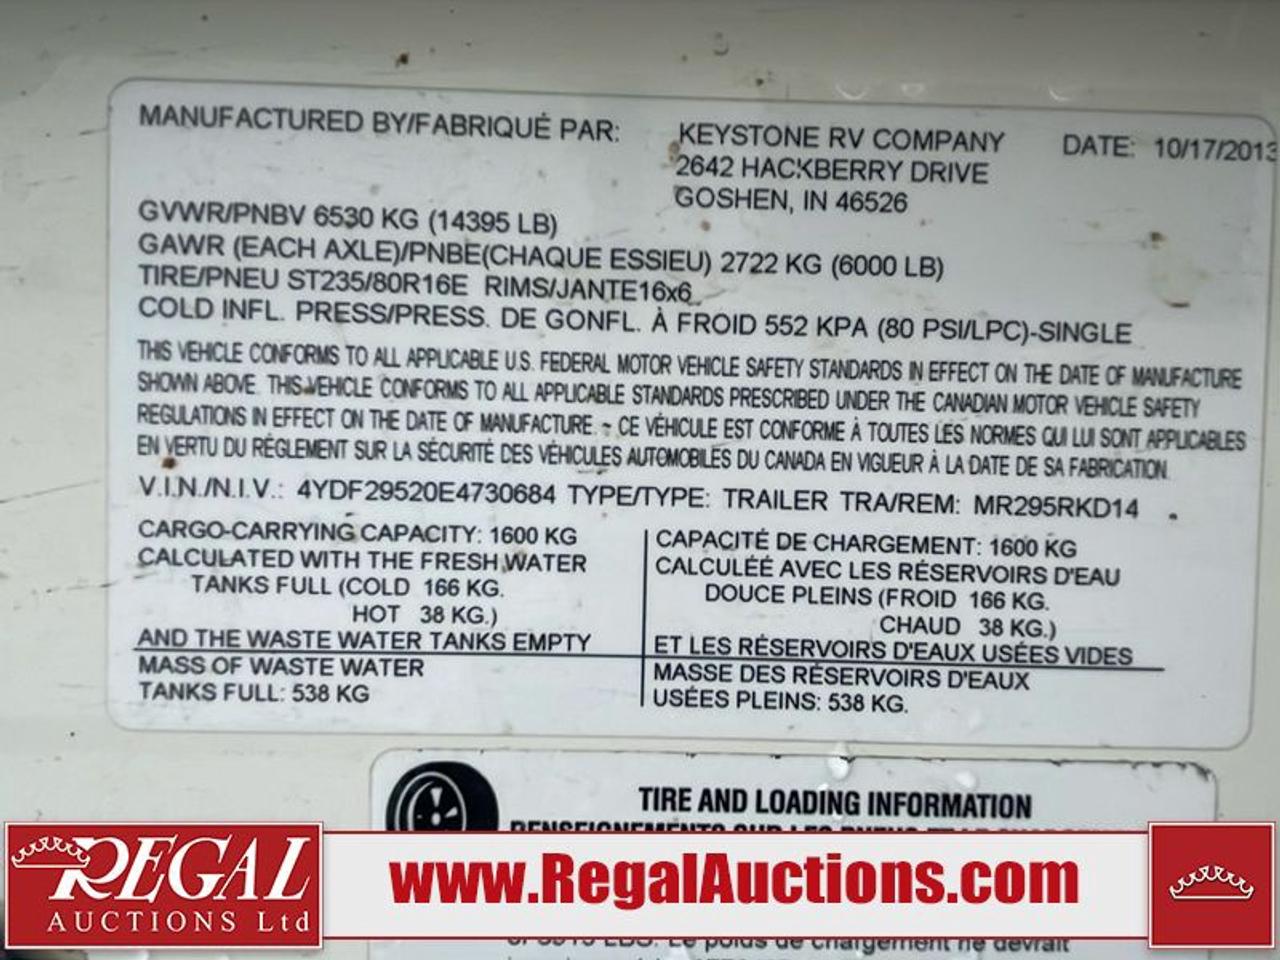 MANUFACTURED BY/FABRIQUÉ PAR: KEYSTONE RV COMPANY DATE: 10/17/2013
2642 HACKBERRY DRIVE
GOSHEN, IN 46526
GVWR/PNBV 6530 KG (14395 LB)
GAWR (EACH AXLE)/PNBE(CHAQUE ESSIEU) 2722 KG (6000 LB)
TIRE/PNEU ST235/80R16E RIMS/JANTE16x6
COLD INFL. PRESS/PRESS. DE GONFL. À FROID 552 KPA (80 PSI/LPC)-SINGLE
THIS VEHICLE CONFORMS TO ALL APPLICABLE U.S. FEDERAL MOTOR VEHICLE SAFETY STANDARDS IN EFFECT ON THE DATE OF MANUFACTURE
SHOWN ABOVE. THIS VEHICLE CONFORMS TO ALL APPLICABLE STANDARDS PRESCRIBED UNDER THE CANADIAN MOTOR VEHICLE SAFETY
REGULATIONS IN EFFECT ON THE DATE OF MANUFACTURE. - CE VÉHICULE EST CONFORME À TOUTES LES NORMES QUI LUI SONT APPLICABLES
EN VERTU DU RÉGLEMENT SUR LA SÉCURITÉ DES VÉHICULES AUTOMOBILES DU CANADA EN VIGUEUR À LA DATE DE SA FABRICATION.
V.I.N./N.I.V.: 4YDF29520E4730684 TYPE/TYPE: TRAILER TRA/REM: MR295RKD14
CARGO-CARRYING CAPACITY: 1600 KG
CALCULATED WITH THE FRESH WATER
TANKS FULL (COLD 166 KG.
HOT 38 KG.)
AND THE WASTE WATER TANKS EMPTY
MASS OF WASTE WATER
TANKS FULL: 538 KG
CAPACITÉ DE CHARGEMENT: 1600 KG
CALCULÉE AVEC LES RÉSERVOIRS D'EAU
DOUCE PLEINS (FROID 166 KG.
CHAUD 38 KG.)
ET LES RÉSERVOIRS D'EAUX USÉES VIDES
MASSE DES RÉSERVOIRS D'EAUX
USÉES PLEINS: 538 KG.
TIRE AND LOADING INFORMATION
REGAL
AUCTIONS Ltd
www.RegalAuctions.com
Le poids de chargement ne devrait